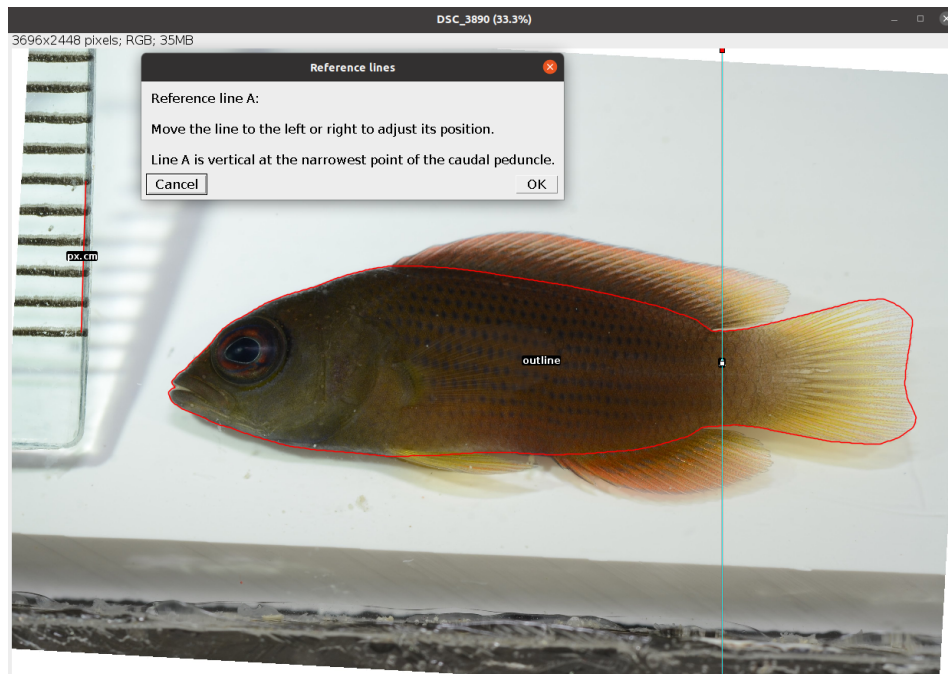 DSC_3890 (33.3%)
3696x2448 pixels; RGB; 35MB
Reference lines
Reference line A:
Move the line to the left or right to adjust its position.
Line A is vertical at the narrowest point of the caudal peduncle.
Cancel
OK
px.cm
outline